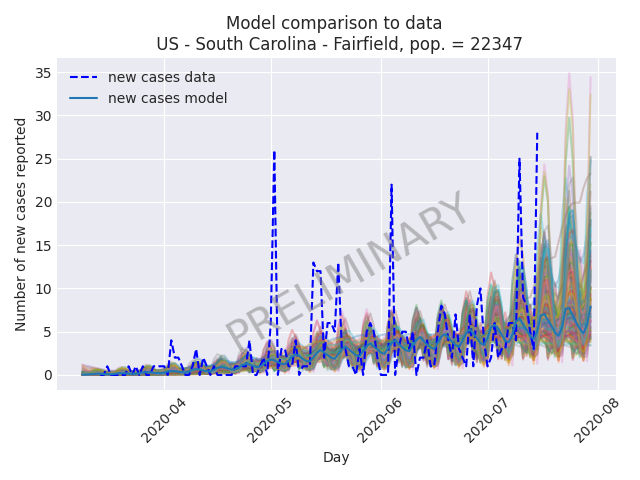 Model comparison to data
US - South Carolina - Fairfield, pop. = 22347
new cases data
new cases model
PRELIMINARY
Number of new cases reported
35
30
25
20
15
10
5
0
2020-04
2020-05
2020-06
2020-07
2020-08
Day